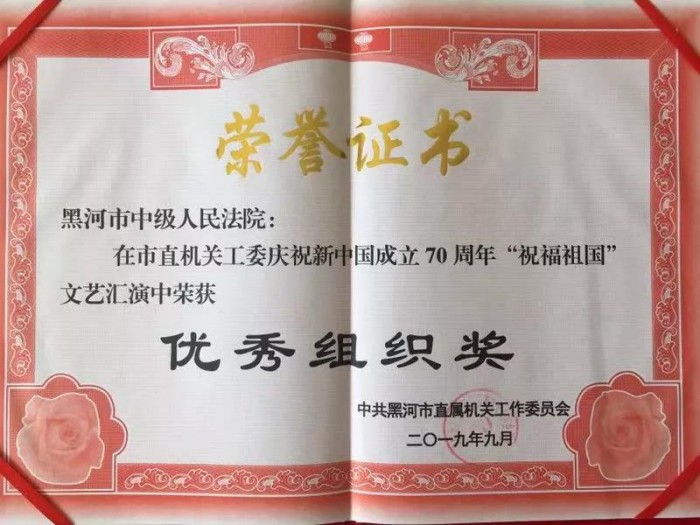 荣誉证书
黑河市中级人民法院：
在市直机关工委庆祝新中国成立70周年“祝福祖国”
文艺汇演中荣获
优秀组织奖
中共黑河市直属机关工作委员会
二〇一九年九月